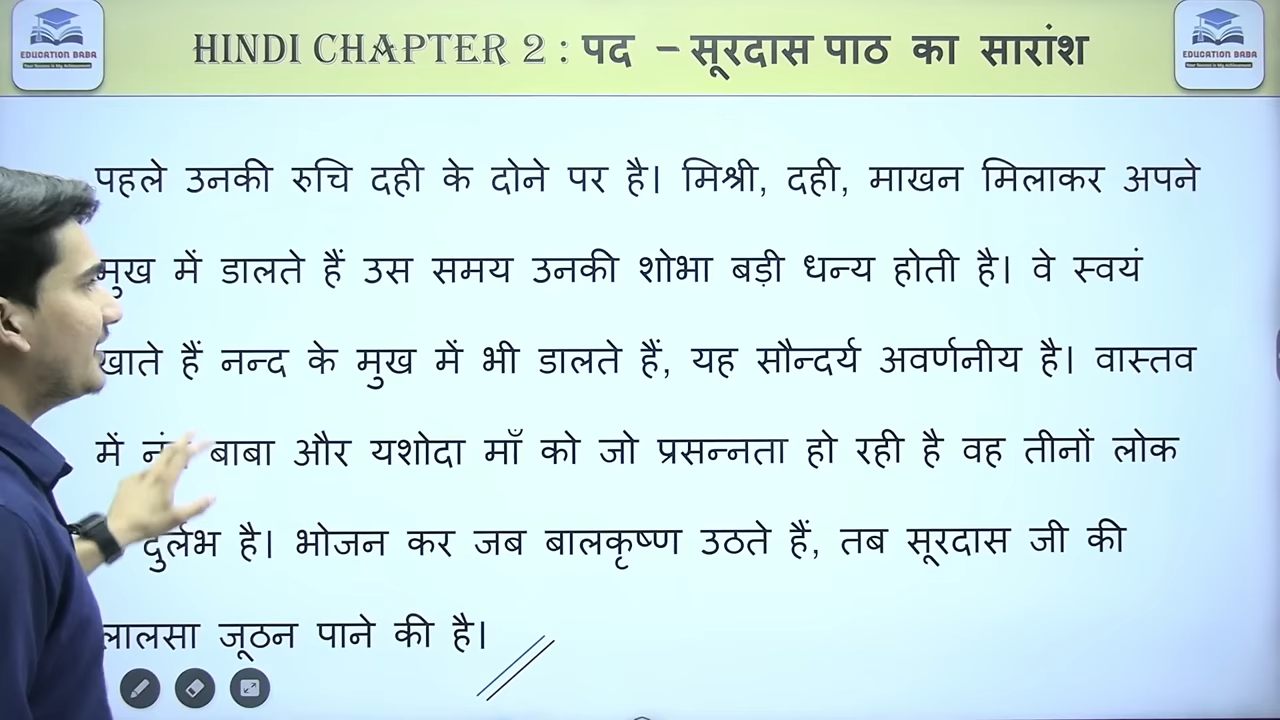 EDUCATION BABA
HINDI CHAPTER 2 : पद – सूरदास पाठ का सारांश
EDUCATION BABA
पहले उनकी रुचि दही के दोने पर है। मिश्री, दही, माखन मिलाकर अपने
मुख में डालते हैं उस समय उनकी शोभा बड़ी धन्य होती है। वे स्वयं
खाते हैं नन्द के मुख में भी डालते हैं, यह सौन्दर्य अवर्णनीय है। वास्तव
में बाबा और यशोदा माँ को जो प्रसन्नता हो रही है वह तीनों लोक
दुर्लभ है। भोजन कर जब बालकृष्ण उठते हैं, तब सूरदास जी की
लालसा जूठन पाने की है।